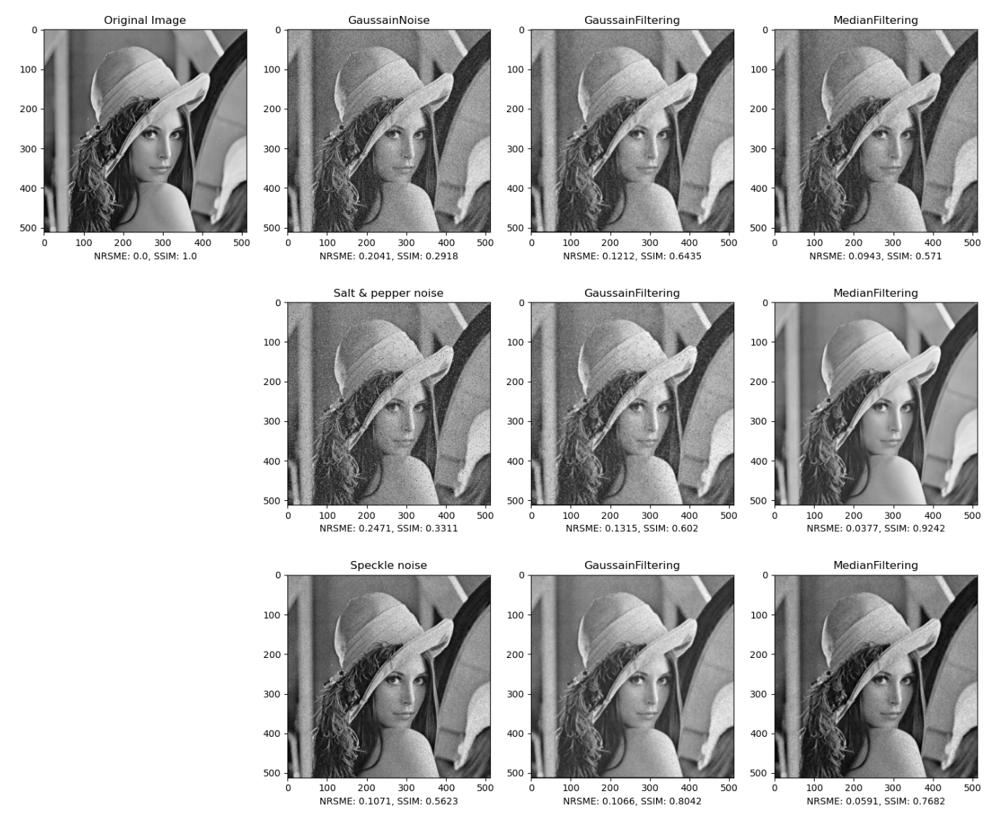 Original Image GaussainNoise GaussainFiltering MedianFiltering
0 0 0 0
100 100 100 100
200 200 200 200
300 300 300 300
400 400 400 400
500 500 500 500
0 100 200 300 400 500 0 100 200 300 400 500 0 100 200 300 400 500 0 100 200 300 400 500
NRSME: 0.0, SSIM: 1.0 NRSME: 0.2041, SSIM: 0.2918 NRSME: 0.1212, SSIM: 0.6435 NRSME: 0.0943, SSIM: 0.571
Salt & pepper noise GaussainFiltering MedianFiltering
0 0 0
100 100 100
200 200 200
300 300 300
400 400 400
500 500 500
0 100 200 300 400 500 0 100 200 300 400 500 0 100 200 300 400 500
NRSME: 0.2471, SSIM: 0.3311 NRSME: 0.1315, SSIM: 0.602 NRSME: 0.0377, SSIM: 0.9242
Speckle noise GaussainFiltering MedianFiltering
0 0 0
100 100 100
200 200 200
300 300 300
400 400 400
500 500 500
0 100 200 300 400 500 0 100 200 300 400 500 0 100 200 300 400 500
NRSME: 0.1071, SSIM: 0.5623 NRSME: 0.1066, SSIM: 0.8042 NRSME: 0.0591, SSIM: 0.7682